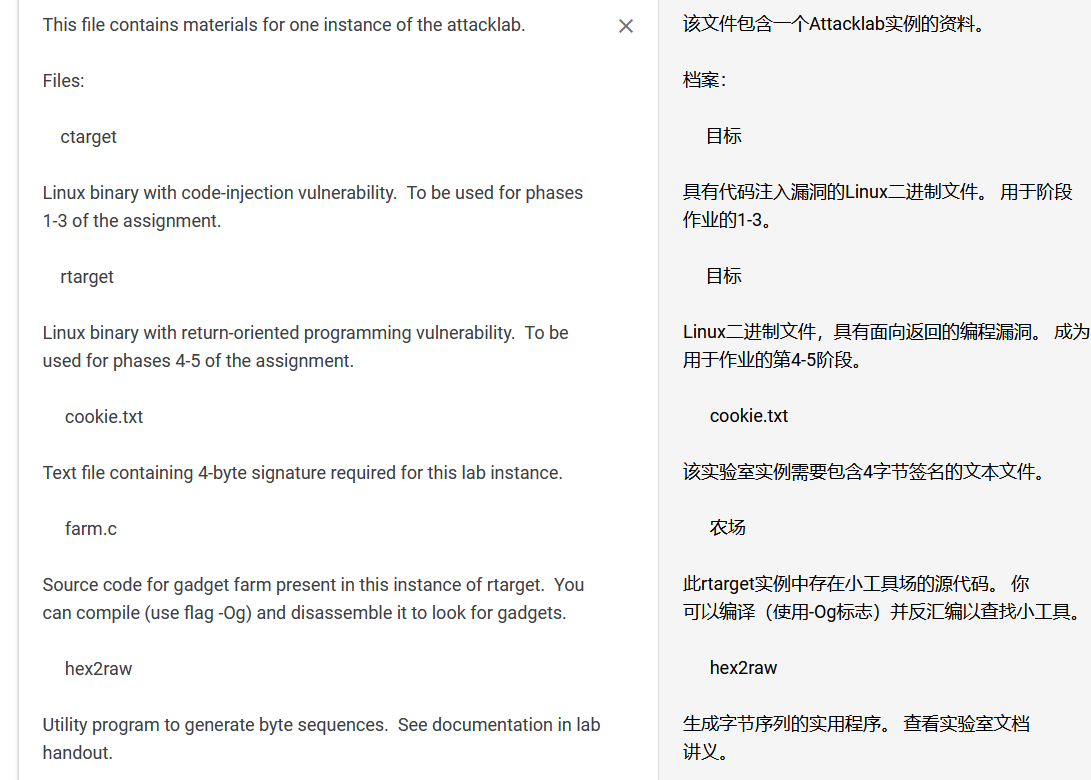 This file contains materials for one instance of the attacklab.
Files:
ctarget
Linux binary with code-injection vulnerability.  To be used for phases
1-3 of the assignment.
rtarget
Linux binary with return-oriented programming vulnerability.  To be
used for phases 4-5 of the assignment.
cookie.txt
Text file containing 4-byte signature required for this lab instance.
farm.c
Source code for gadget farm present in this instance of rtarget.  You
can compile (use flag -Og) and disassemble it to look for gadgets.
hex2raw
Utility program to generate byte sequences.  See documentation in lab
handout.
该文件包含一个Attacklab实例的资料。
档案：
目标
具有代码注入漏洞的Linux二进制文件。 用于阶段
作业的1-3。
目标
Linux二进制文件，具有面向返回的编程漏洞。 成为
用于作业的第4-5阶段。
cookie.txt
该实验室实例需要包含4字节签名的文本文件。
农场
此rtarget实例中存在小工具场的源代码。 你
可以编译（使用-Og标志）并反汇编以查找小工具。
hex2raw
生成字节序列的实用程序。 查看实验室文档
讲义。